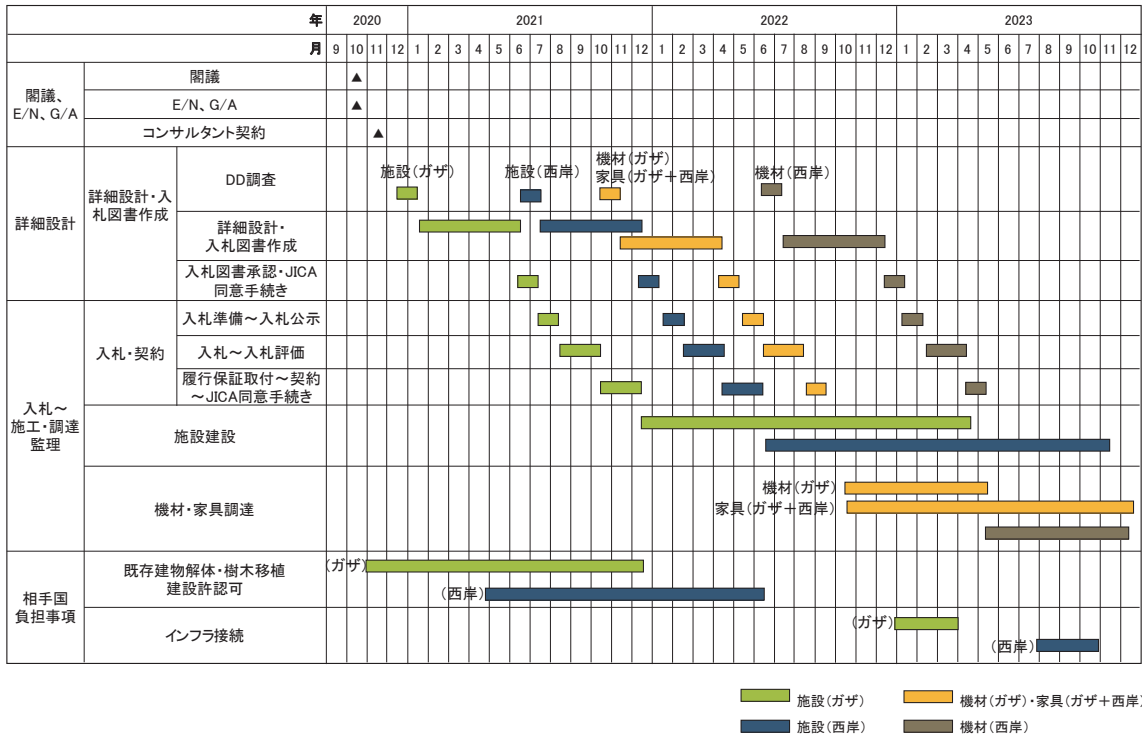 年 2020 2021 2022 2023
月 9 10 11 12 1 2 3 4 5 6 7 8 9 10 11 12 1 2 3 4 5 6 7 8 9 10 11 12 1 2 3 4 5 6 7 8 9 10 11 12
閣議、
E/N、G/A
閣議 ▲
E/N、G/A ▲
コンサルタント契約 ▲
詳細設計
詳細設計・入
札図書作成
DD調査
施設(ガザ)
施設(西岸)
機材(ガザ)
家具(ガザ＋西岸)
機材(西岸)
詳細設計・
入札図書作成
入札図書承認・JICA
同意手続き
入札～
施工・調達
監理
入札・契約
入札準備～入札公示
入札～入札評価
履行保証取付～契約
～JICA同意手続き
施設建設
機材・家具調達
機材(ガザ)
家具(ガザ＋西岸)
相手国
負担事項
既存建物解体・樹木移植
建設許認可
(ガザ)
(西岸)
インフラ接続
(ガザ)
(西岸)
施設(ガザ)
機材(ガザ)・家具(ガザ＋西岸)
施設(西岸)
機材(西岸)